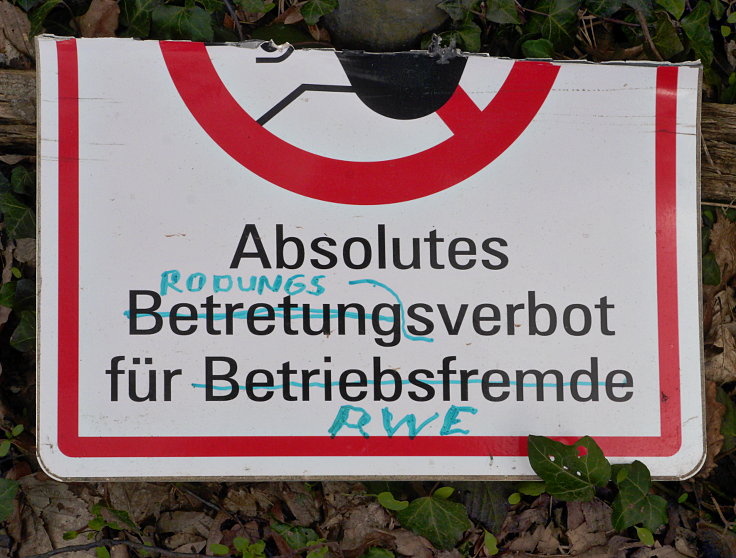 Absolutes
RODUNGS
Betretungsverbot
für Betriebsfremde
RWE